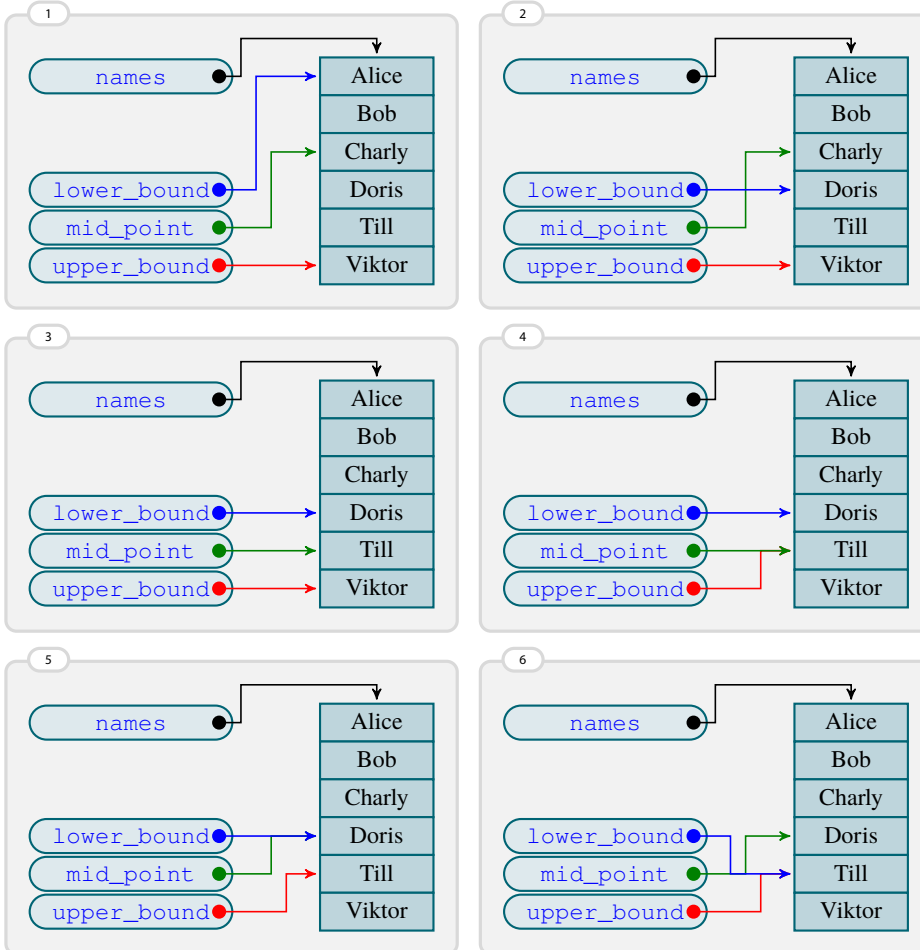 1
names
Alice
Bob
Charly
lower_bound
Doris
mid_point
Till
upper_bound
Viktor
2
names
Alice
Bob
Charly
lower_bound
Doris
mid_point
Till
upper_bound
Viktor
3
names
Alice
Bob
Charly
lower_bound
Doris
mid_point
Till
upper_bound
Viktor
4
names
Alice
Bob
Charly
lower_bound
Doris
mid_point
Till
upper_bound
Viktor
5
names
Alice
Bob
Charly
lower_bound
Doris
mid_point
Till
upper_bound
Viktor
6
names
Alice
Bob
Charly
lower_bound
Doris
mid_point
Till
upper_bound
Viktor